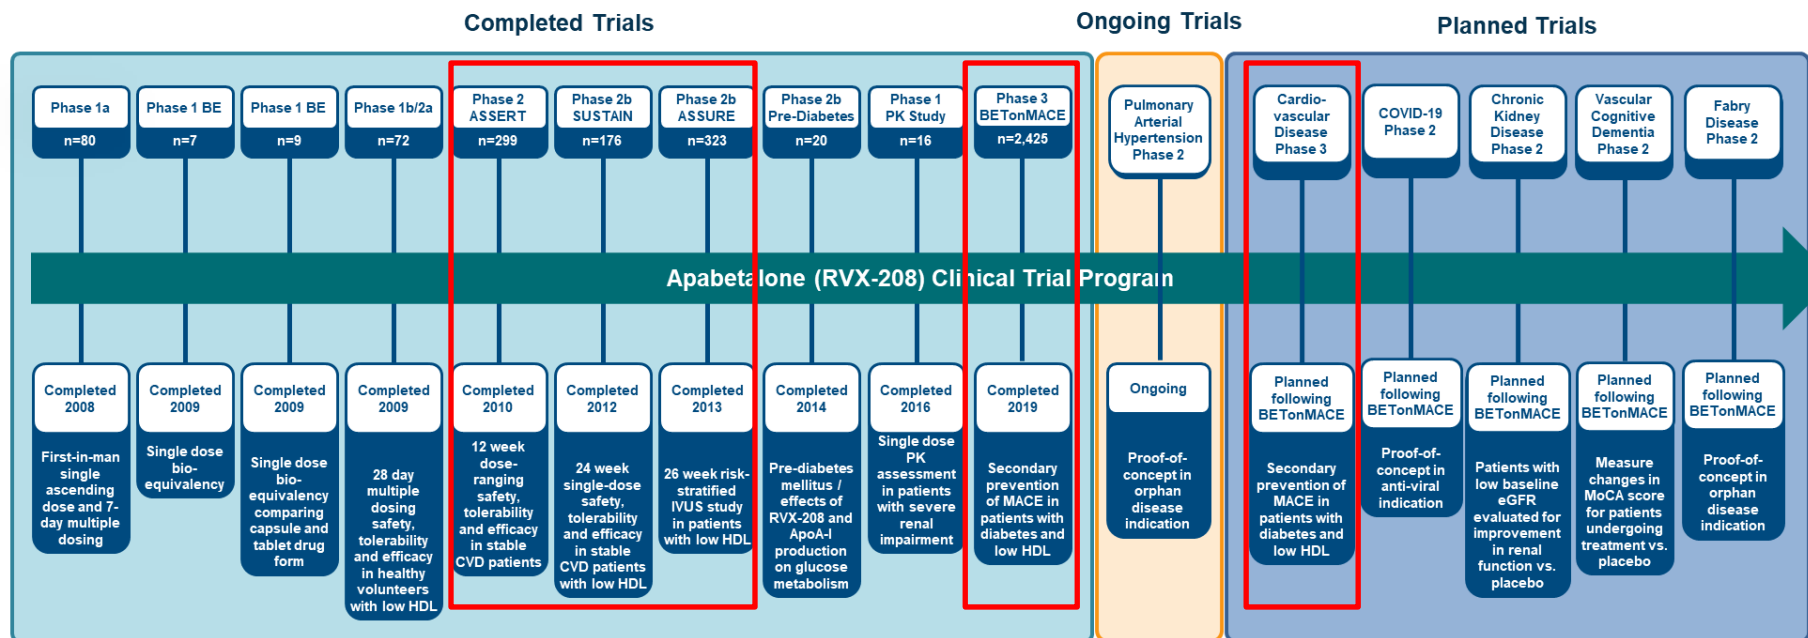 Completed Trials
Ongoing Trials
Planned Trials
Phase 1a
n=80
Phase 1 BE
n=7
Phase 1 BE
n=9
Phase 1b/2a
n=72
Phase 2
ASSERT
n=299
Phase 2b
SUSTAIN
n=176
Phase 2b
ASSURE
n=323
Phase 2b
Pre-Diabetes
n=20
Phase 1
PK Study
n=16
Phase 3
BETonMACE
n=2,425
Pulmonary
Arterial
Hypertension
Phase 2
Cardio-
vascular
Disease
Phase 3
COVID-19
Phase 2
Chronic
Kidney
Disease
Phase 2
Vascular
Cognitive
Dementia
Phase 2
Fabry
Disease
Phase 2
Apabetalone (RVX-208) Clinical Trial Program
Completed
2008
First-in-man
single
ascending
dose and 7-
day multiple
dosing
Completed
2009
Single dose
bio-
equivalency
Completed
2009
Single dose
bio-
equivalency
comparing
capsule and
tablet drug
form
Completed
2009
28 day
multiple
dosing
safety,
tolerability
and efficacy
in healthy
volunteers
with low HDL
Completed
2010
12 week
dose-
ranging
safety,
tolerability
and efficacy
in stable
CVD patients
Completed
2012
24 week
single-dose
safety,
tolerability
and efficacy
in stable
CVD patients
with low HDL
Completed
2013
26 week risk-
stratified
IVUS study
in patients
with low HDL
Completed
2014
Pre-diabetes
mellitus /
effects of
RVX-208 and
ApoA-I
production
on glucose
metabolism
Completed
2016
Single dose
PK
assessment
in patients
with severe
renal
impairment
Completed
2019
Secondary
prevention
of MACE in
patients with
diabetes
and low HDL
Ongoing
Proof-of-
concept in
orphan
disease
indication
Planned
following
BETonMACE
Secondary
prevention
of MACE in
patients with
diabetes
and low HDL
Planned
following
BETonMACE
Proof-of-
concept in
anti-viral
indication
Planned
following
BETonMACE
Patients with
low baseline
eGFR
evaluated for
improvement
in renal
function vs.
placebo
Planned
following
BETonMACE
Measure
changes in
MoCA score
for patients
undergoing
treatment vs.
placebo
Planned
following
BETonMACE
Proof-of-
concept in
orphan
disease
indication